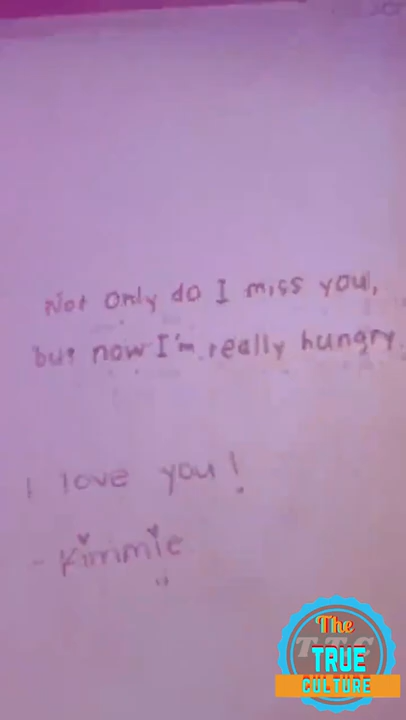 Not only do I miss you,
but now I'm really hungry.
I love you!
- Kimmie
The
T.T.C
TRUE
CULTURE